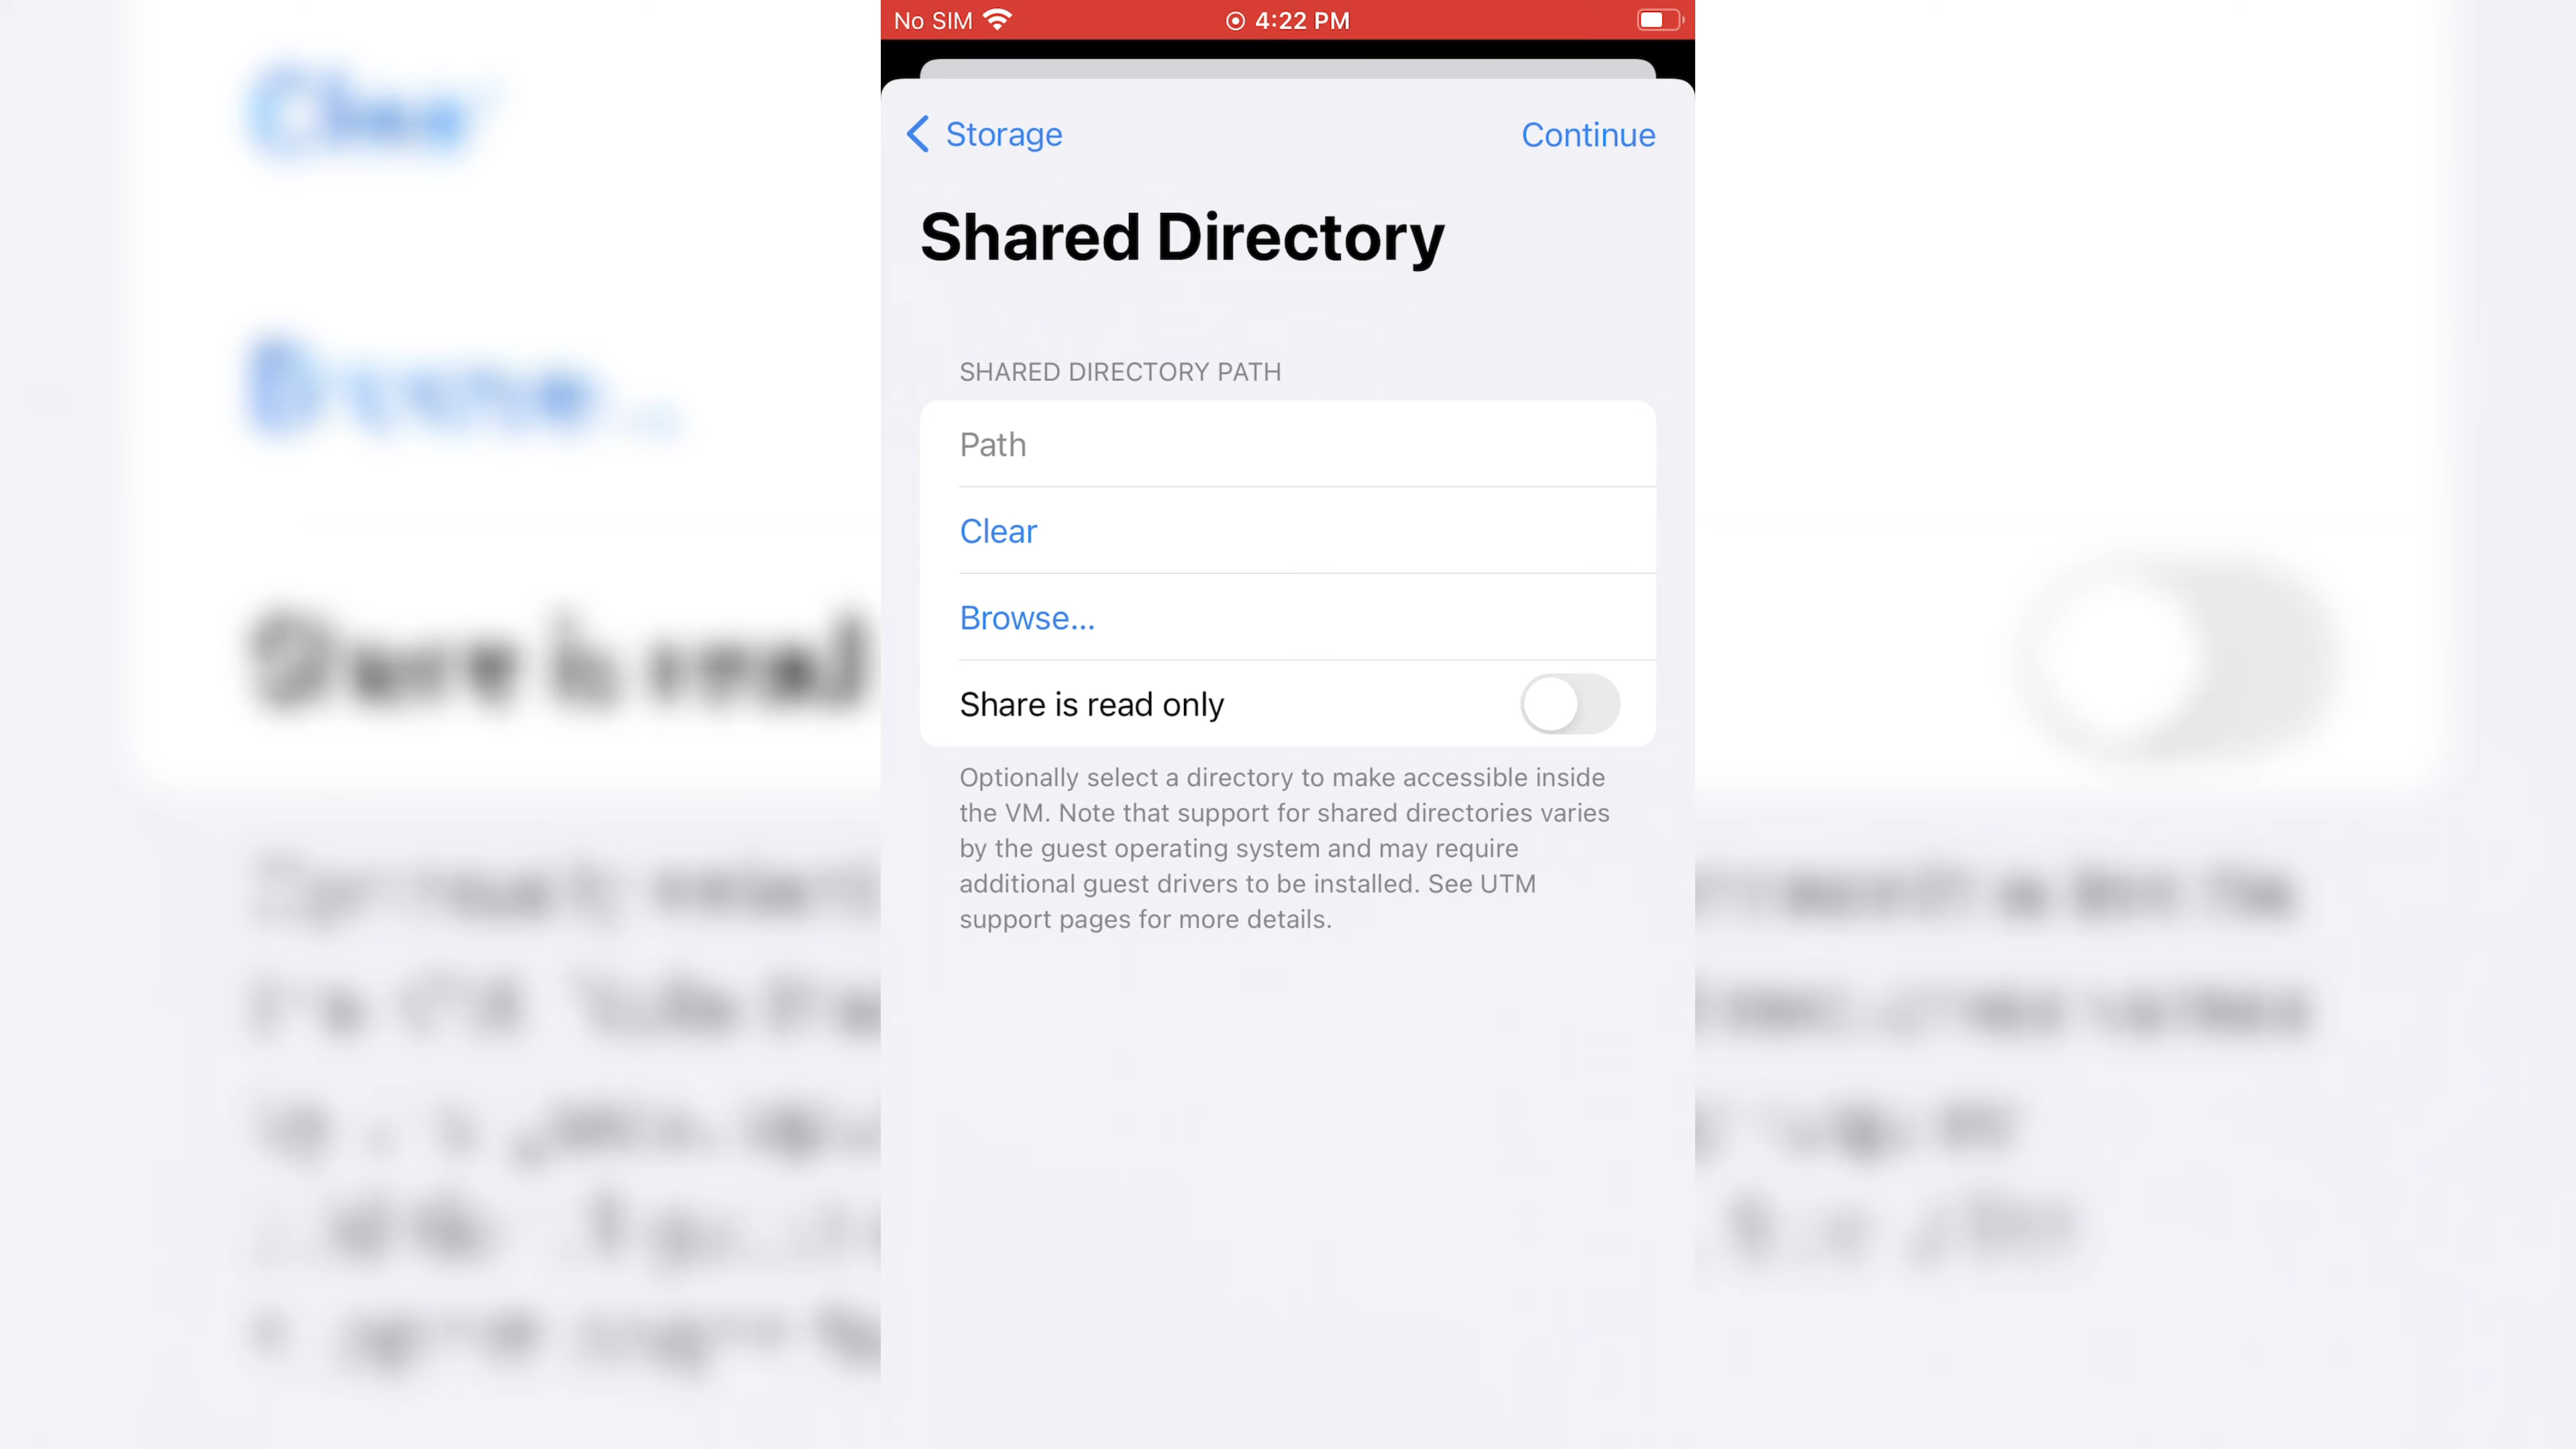 No SIM
4:22 PM
Storage
Continue
Shared Directory
SHARED DIRECTORY PATH
Path
Clear
Browse...
Share is read only
Optionally select a directory to make accessible inside
the VM. Note that support for shared directories varies
by the guest operating system and may require
additional guest drivers to be installed. See UTM
support pages for more details.